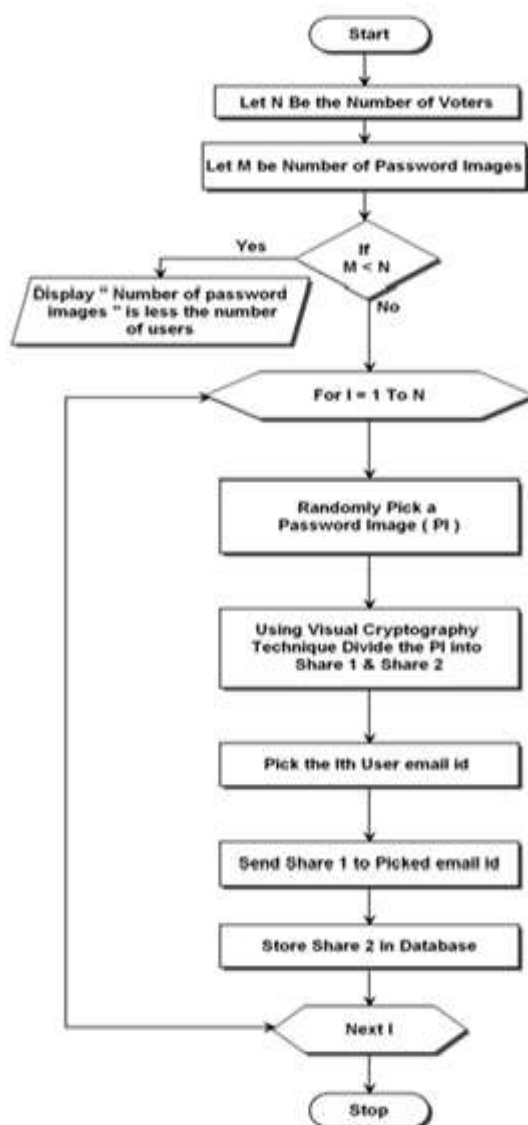 Start
Let N Be the Number of Voters
Let M be Number of Password Images
If
M < N
Yes
No
Display " Number of password
images " is less the number
of users
For I = 1 To N
Randomly Pick a
Password Image ( PI )
Using Visual Cryptography
Technique Divide the PI into
Share 1 & Share 2
Pick the Ith User email id
Send Share 1 to Picked email id
Store Share 2 in Database
Next I
Stop